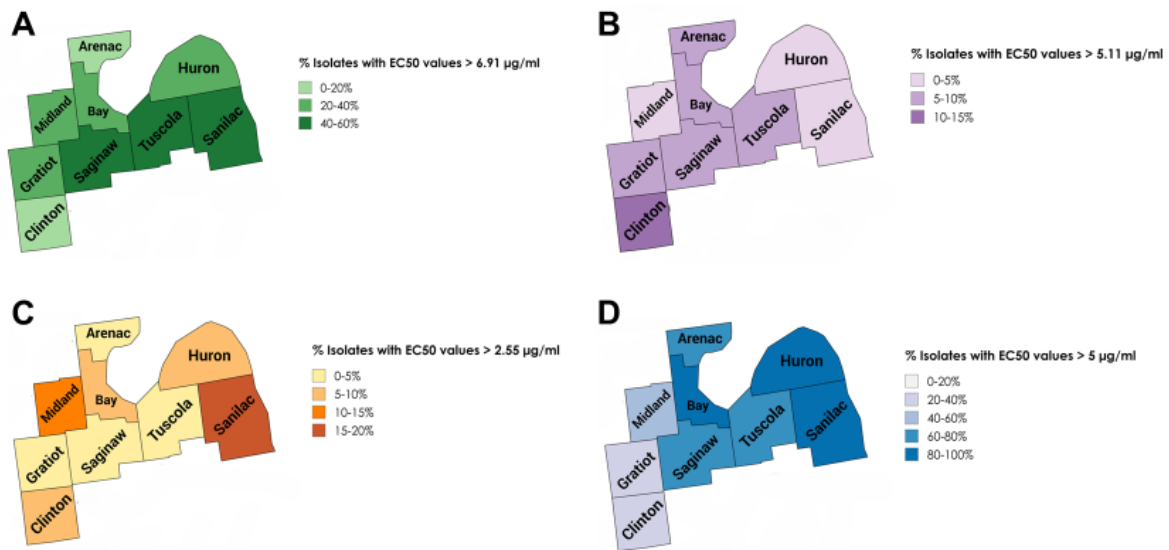 A
Arenac
Huron
Midland
Bay
Tuscola
Sanilac
Saginaw
Gratiot
Clinton
% Isolates with EC50 values > 6.91 µg/ml
0-20%
20-40%
40-60%
B
Arenac
Huron
Midland
Bay
Tuscola
Sanilac
Saginaw
Gratiot
Clinton
% Isolates with EC50 values > 5.11 µg/ml
0-5%
5-10%
10-15%
C
Arenac
Huron
Midland
Bay
Tuscola
Sanilac
Saginaw
Gratiot
Clinton
% Isolates with EC50 values > 2.55 µg/ml
0-5%
5-10%
10-15%
15-20%
D
Arenac
Huron
Midland
Bay
Tuscola
Sanilac
Saginaw
Gratiot
Clinton
% Isolates with EC50 values > 5 µg/ml
0-20%
20-40%
40-60%
60-80%
80-100%